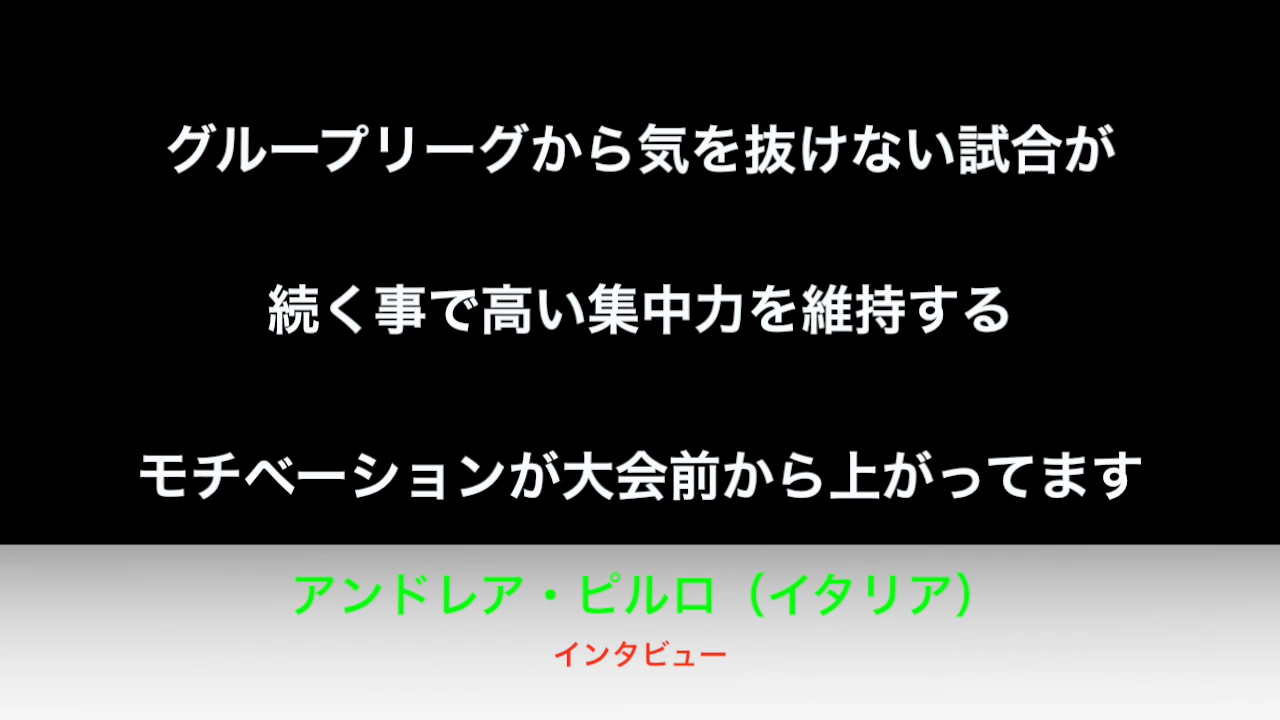 グループリーグから気を抜けない試合が
続く事で高い集中力を維持する
モチベーションが大会前から上がってます
アンドレア・ピルロ（イタリア）
インタビュー